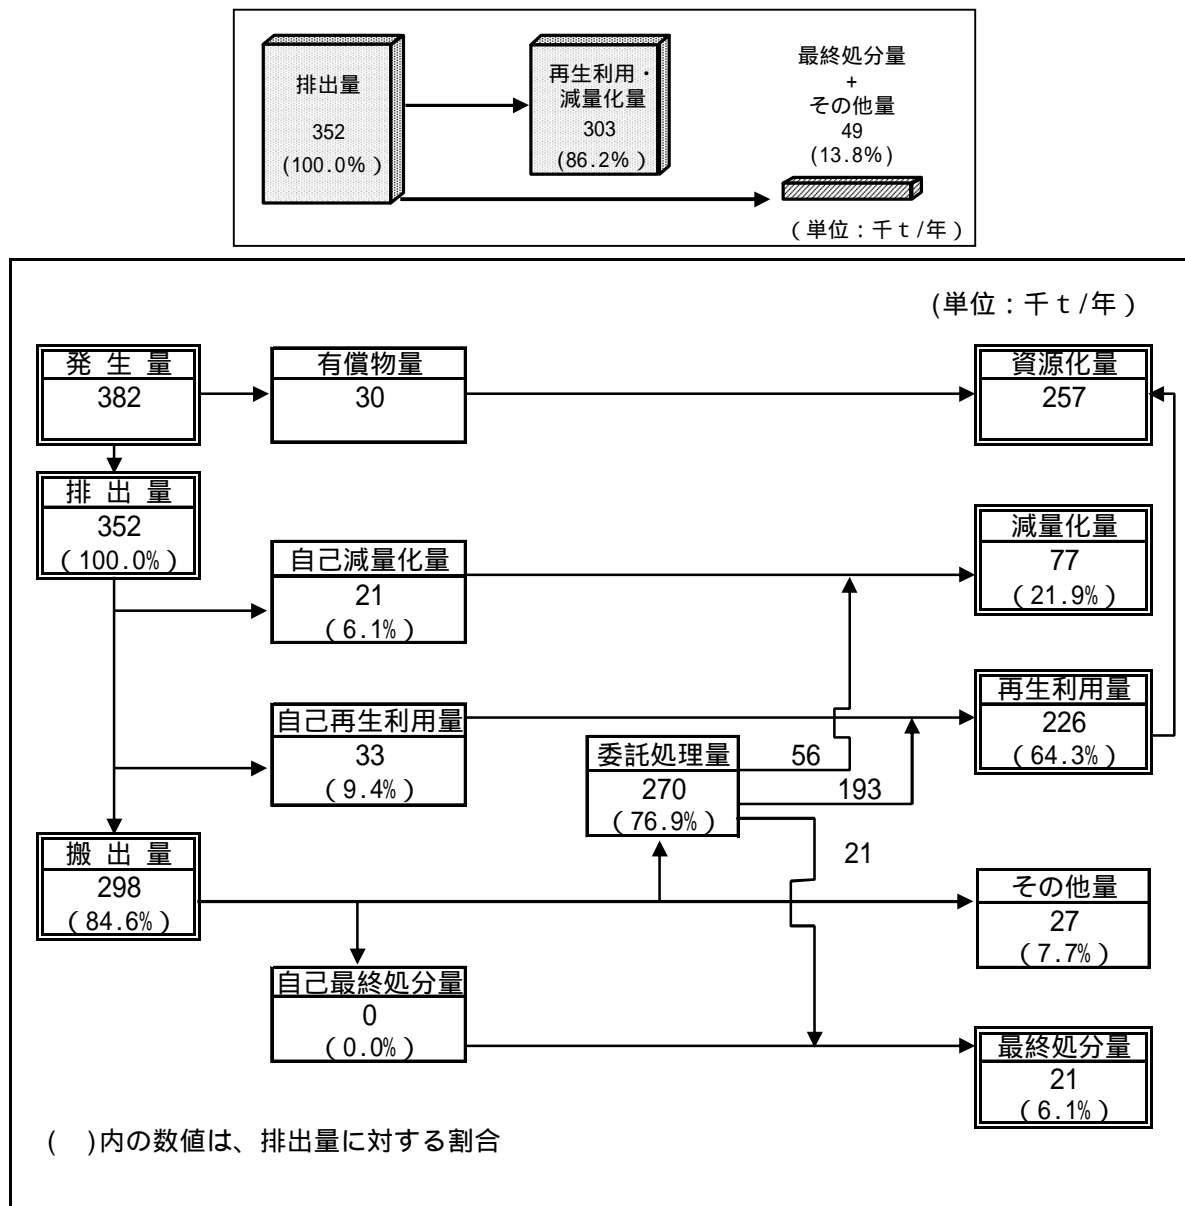 排出量
352
(100.0%)
再生利用・
減量化量
303
(86.2%)
最終処分量
+
その他量
49
(13.8%)
(単位：千ｔ/年)
(単位：千ｔ/年)
発 生 量
382
有償物量
30
資源化量
257
排 出 量
352
(100.0%)
自己減量化量
21
(6.1%)
減量化量
77
(21.9%)
自己再生利用量
33
(9.4%)
再生利用量
226
(64.3%)
委託処理量
270
(76.9%)
56
193
21
搬 出 量
298
(84.6%)
その他量
27
(7.7%)
自己最終処分量
0
(0.0%)
最終処分量
21
(6.1%)
(　)内の数値は、排出量に対する割合